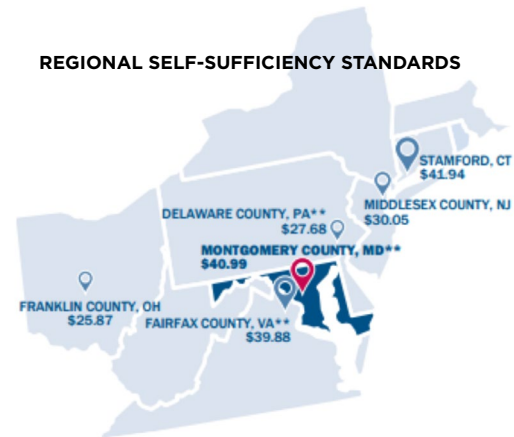 REGIONAL SELF-SUFFICIENCY STANDARDS
STAMFORD, CT
$41.94
MIDDLESEX COUNTY, NJ
$30.05
DELAWARE COUNTY, PA**
$27.68
MONTGOMERY COUNTY, MD**
$40.99
FRANKLIN COUNTY, OH
$25.87
FAIRFAX COUNTY, VA**
$39.88